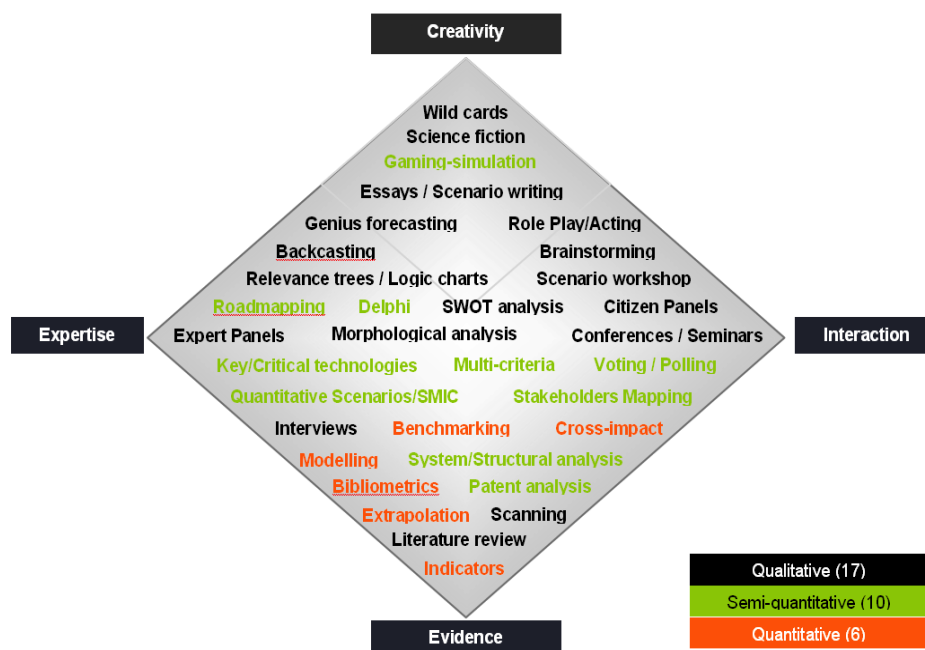 Creativity
Wild cards
Science fiction
Gaming-simulation
Essays / Scenario writing
Genius forecasting Role Play/Acting
Backcasting Brainstorming
Relevance trees / Logic charts Scenario workshop
Roadmapping Delphi SWOT analysis Citizen Panels
Expertise Expert Panels Morphological analysis Conferences / Seminars Interaction
Key/Critical technologies Multi-criteria Voting / Polling
Quantitative Scenarios/SMIC Stakeholders Mapping
Interviews Benchmarking Cross-impact
Modelling System/Structural analysis
Bibliometrics Patent analysis
Extrapolation Scanning
Literature review
Indicators
Evidence
Qualitative (17)
Semi-quantitative (10)
Quantitative (6)